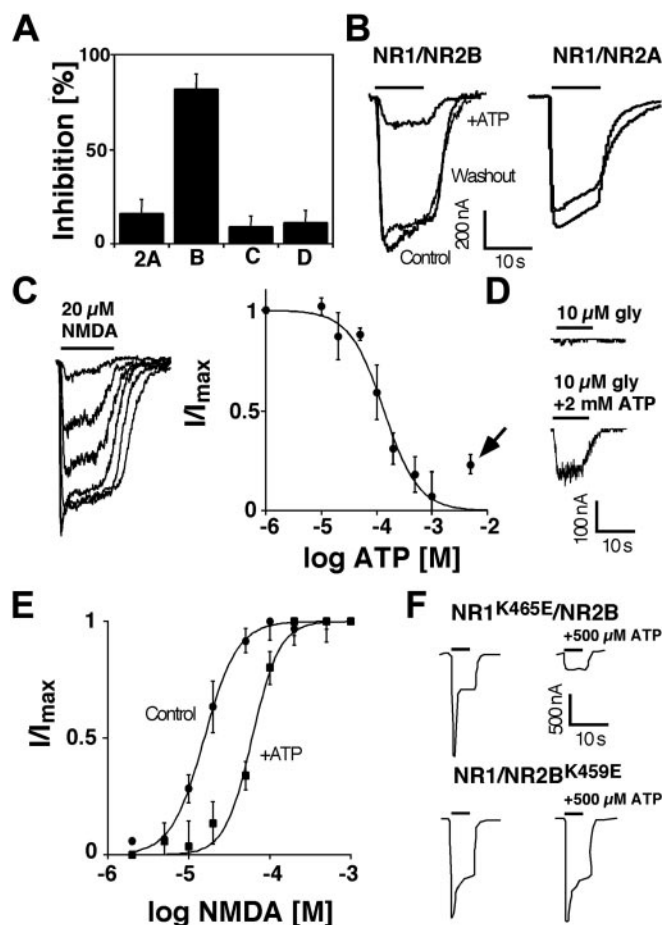 A
Inhibition [%]
100
50
0
2A B C D
B
NR1/NR2B
NR1/NR2A
+ATP
Washout
Control
200 nA
10 s
C
20 µM
NMDA
I/Imax
1
0.5
0
-6 -5 -4 -3 -2
log ATP [M]
D
10 µM gly
10 µM gly
+2 mM ATP
100 nA
10 s
E
I/Imax
1
0.5
0
Control
+ATP
-6 -5 -4 -3
log NMDA [M]
F
NR1K465E/NR2B
+500 µM ATP
500 nA
10 s
NR1/NR2BK459E
+500 µM ATP